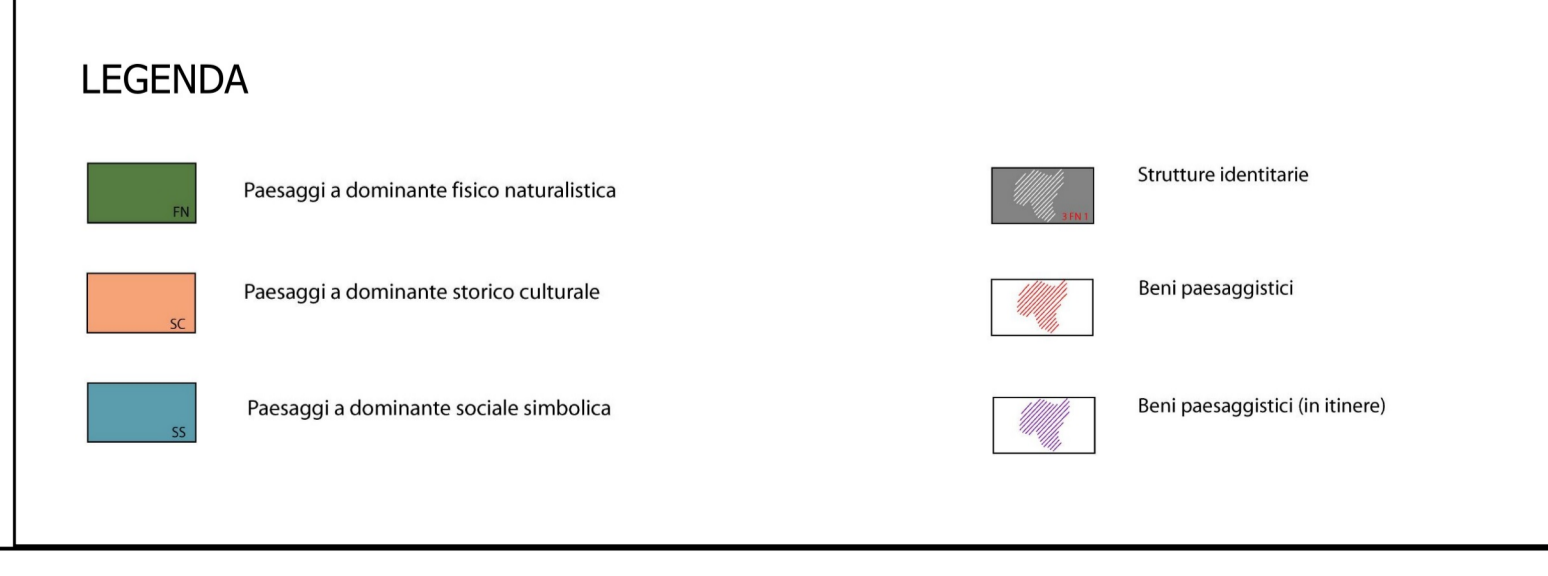 LEGENDA
FN
Paesaggi a dominante fisico naturalistica
SC
Paesaggi a dominante storico culturale
SS
Paesaggi a dominante sociale simbolica
3 FN 1
Strutture identitarie
Beni paesaggistici
Beni paesaggistici (in itinere)